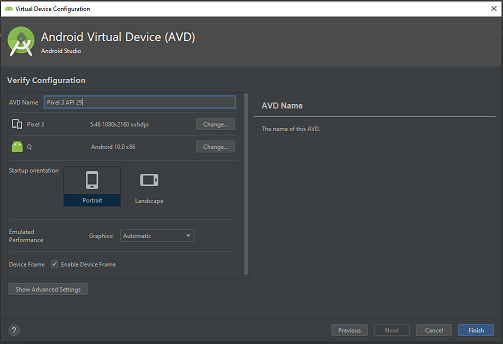 Virtual Device Configuration
Android Virtual Device (AVD)
Android Studio
Verify Configuration
AVD Name Pixel 3 API 29
Pixel 3 5.46 1080x2160 xxhdpi Change...
Q Android 10.0 x86 Change...
Startup orientation
Portrait Landscape
Emulated
Performance Graphics: Automatic
Device Frame Enable Device Frame
Show Advanced Settings
AVD Name
The name of this AVD.
? Previous Next Cancel Finish